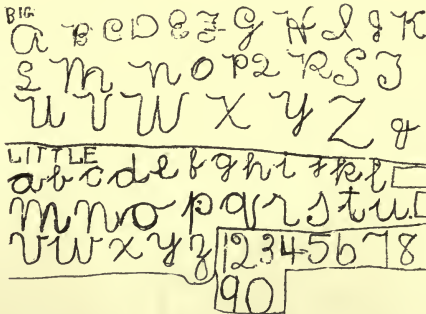 BIG
a B C D E F G H I J K
L M N O P Q R S T
U V W X Y Z &
LITTLE
a b c d e f g h i j k l
m n o p q r s t u
v w x y z 1 2 3 4 5 6 7 8
9 0